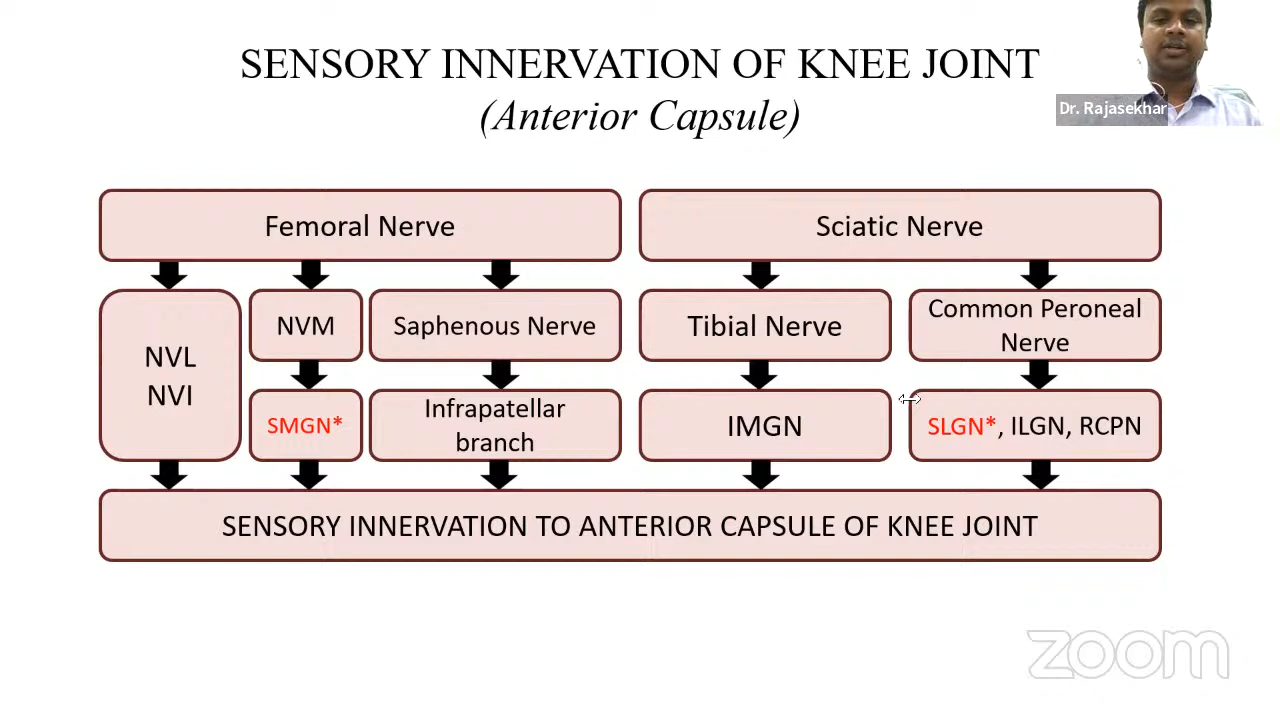 SENSORY INNERVATION OF KNEE JOINT
(Anterior Capsule)
Dr. Rajasekhar
Femoral Nerve
Sciatic Nerve
NVL
NVI
NVM
Saphenous Nerve
Tibial Nerve
Common Peroneal
Nerve
SMGN*
Infrapatellar
branch
IMGN
SLGN*, ILGN, RCPN
SENSORY INNERVATION TO ANTERIOR CAPSULE OF KNEE JOINT
zoom